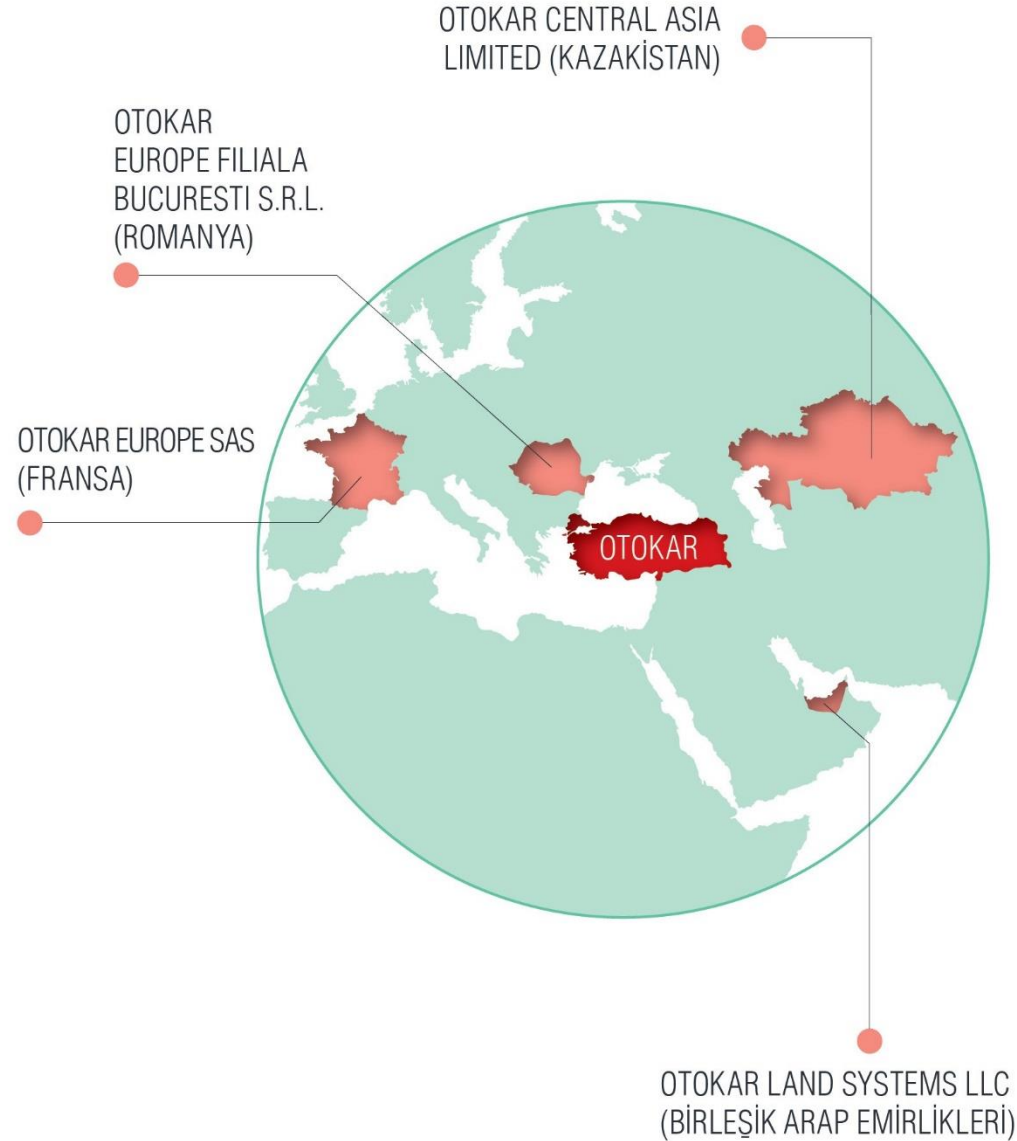 OTOKAR CENTRAL ASIA
LIMITED (KAZAKİSTAN)
OTOKAR
EUROPE FILIALA
BUCURESTI S.R.L.
(ROMANYA)
OTOKAR EUROPE SAS
(FRANSA)
OTOKAR
OTOKAR LAND SYSTEMS LLC
(BİRLEŞİK ARAP EMİRLİKLERİ)